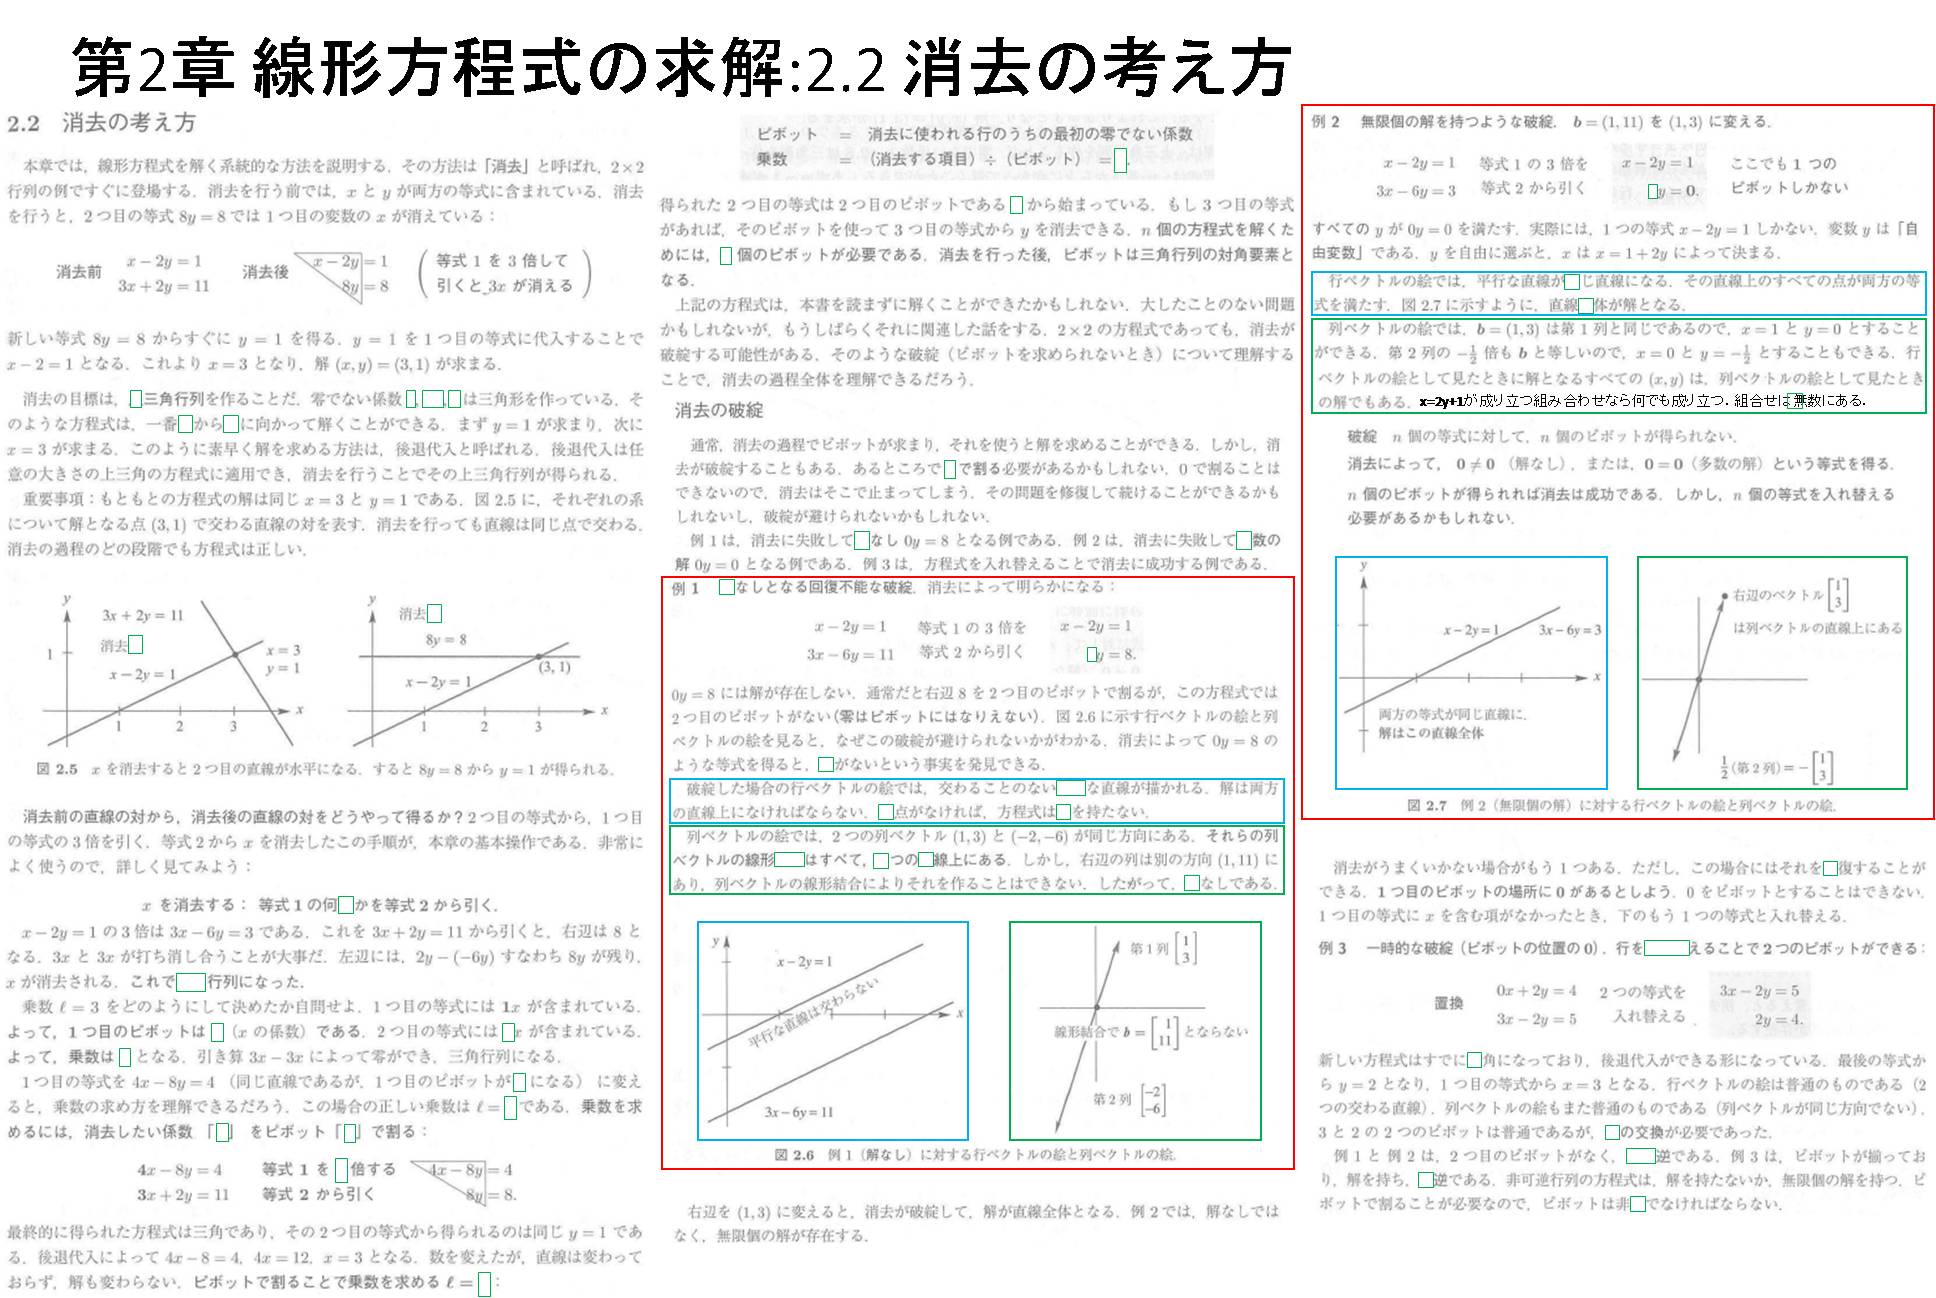 第2章 線形方程式の求解:2.2 消去の考え方
2.2 消去の考え方
本章では，線形方程式を解く系統的な方法を説明する．その方法は「消去」と呼ばれ，2×2
行列の例ですぐに登場する．消去を行う前では，x と y が両方の等式に含まれている．消去
を行うと，2つ目の等式 8y = 8 では1つ目の変数の x が消えている：
消去前 x − 2y = 1 消去後 x − 2y = 1 等式 1 を 3 倍して
3x + 2y = 11 8y = 8 引くと 3x が消える
新しい等式 8y = 8 からすぐに y = 1 を得る．y = 1 を1つ目の等式に代入することで
x − 2 = 1 となる．これより x = 3 となり，解 (x, y) = (3, 1) が求まる．
消去の目標は，□三角行列を作ることだ．零でない係数□,□,□は三角形を作っている．そ
のような方程式は，一番□から□に向かって解くことができる．まず y = 1 が求まり，次に
x = 3 が求まる．このように素早く解を求める方法は，後退代入と呼ばれる．後退代入は任
意の大きさの上三角の方程式に適用でき，消去を行うことでその上三角行列が得られる．
重要事項：もともとの方程式の解は同じ x = 3 と y = 1 である．図 2.5 に，それぞれの系
について解となる点 (3, 1) で交わる直線の対を表す．消去を行っても直線は同じ点で交わる．
消去の過程のどの段階でも方程式は正しい．
y 3x + 2y = 11 消去□ 1 x − 2y = 1 x = 3 y = 1 1 2 3 x
y 消去□ 8y = 8 x − 2y = 1 (3, 1) 1 2 3 x
図 2.5 x を消去すると2つ目の直線が水平になる．すると 8y = 8 から y = 1 が得られる．
消去前の直線の対から，消去後の直線の対をどうやって得るか？2つ目の等式から，1つ目
の等式の3倍を引く．等式2から x を消去したこの手順が，本章の基本操作である．非常に
よく使うので，詳しく見てみよう：
x を消去する： 等式 1 の何□かを等式 2 から引く．
x − 2y = 1 の3倍は 3x − 6y = 3 である．これを 3x + 2y = 11 から引くと，右辺は 8 と
なる．3x と 3x が打ち消し合うことが大事だ．左辺には，2y − (−6y) すなわち 8y が残り，
x が消去される．これで□行列になった．
乗数 ℓ = 3 をどのようにして決めたか自問せよ．1つ目の等式には 1x が含まれている．
よって，1つ目のピボットは□（x の係数）である．2つ目の等式には□x が含まれている．
よって，乗数は□となる．引き算 3x − 3x によって零ができ，三角行列になる．
1つ目の等式を 4x − 8y = 4 （同じ直線であるが，1つ目のピボットが□になる） に変え
ると，乗数の求め方を理解できるだろう．この場合の正しい乗数は ℓ = □である．乗数を求
めるには，消去したい係数「□」をピボット「□」で割る：
4x − 8y = 4 等式 1 を□倍する 4x − 8y = 4
3x + 2y = 11 等式 2 から引く 8y = 8.
最終的に得られた方程式は三角であり，その2つ目の等式から得られるのは同じ y = 1 であ
る．後退代入によって 4x − 8 = 4，4x = 12，x = 3 となる．数を変えたが，直線は変わって
おらず，解も変わらない．ピボットで割ることで乗数を求める ℓ = □：
ピボット = 消去に使われる行のうちの最初の零でない係数
乗数 = （消去する項目）÷（ピボット） = □.
得られた2つ目の等式は2つ目のピボットである□から始まっている．もし3つ目の等式
があれば，そのピボットを使って3つ目の等式から y を消去できる．n 個の方程式を解くた
めには，□個のピボットが必要である．消去を行った後，ピボットは三角行列の対角要素と
なる．
上記の方程式は，本書を読まずに解くことができたかもしれない．大したことのない問題
かもしれないが，もうしばらくそれに関連した話をする．2×2 の方程式であっても，消去が
破綻する可能性がある．そのような破綻（ピボットを求められないとき）について理解する
ことで，消去の過程全体を理解できるだろう．
消去の破綻
通常，消去の過程でピボットが求まり，それを使うと解を求めることができる．しかし，消
去が破綻することもある．あるところで□で割る必要があるかもしれない．0 で割ることは
できないので，消去はそこで止まってしまう．その問題を修復して続けることができるかも
しれないし，破綻が避けられないかもしれない．
例1は，消去に失敗して□なし 0y = 8 となる例である．例2は，消去に失敗して□数の
解 0y = 0 となる例である．例3は，方程式を入れ替えることで消去に成功する例である．
例 1 □なしとなる回復不能な破綻．消去によって明らかになる：
x − 2y = 1 等式 1 の 3 倍を x − 2y = 1
3x − 6y = 11 等式 2 から引く □y = 8.
0y = 8 には解が存在しない．通常だと右辺 8 を2つ目のピボットで割るが，この方程式では
2つ目のピボットがない（零はピボットにはなりえない）．図 2.6 に示す行ベクトルの絵と列
ベクトルの絵を見ると，なぜこの破綻が避けられないかがわかる．消去によって 0y = 8 の
ような等式を得ると，□がないという事実を発見できる．
破綻した場合の行ベクトルの絵では，交わることのない□な直線が描かれる．解は両方
の直線上になければならない．□点がなければ，方程式は□を持たない．
列ベクトルの絵では，2つの列ベクトル (1, 3) と (−2, −6) が同じ方向にある．それらの列
ベクトルの線形□はすべて，□つの□線上にある．しかし，右辺の列は別の方向 (1, 11) に
あり，列ベクトルの線形結合によりそれを作ることはできない．したがって，□なしである．
y x − 2y = 1 平行な直線は交わらない x 3x − 6y = 11
第 1 列 [1 3] 線形結合で b = [1 11] とならない 第 2 列 [−2 −6]
図 2.6 例 1（解なし）に対する行ベクトルの絵と列ベクトルの絵．
右辺を (1, 3) に変えると，消去が破綻して，解が直線全体となる．例2では，解なしでは
なく，無限個の解が存在する．
例 2 無限個の解を持つような破綻．b = (1, 11) を (1, 3) に変える．
x − 2y = 1 等式 1 の 3 倍を x − 2y = 1 ここでも 1 つの
3x − 6y = 3 等式 2 から引く □y = 0. ピボットしかない
すべての y が 0y = 0 を満たす．実際には，1つの等式 x − 2y = 1 しかない．変数 y は「自
由変数」である．y を自由に選ぶと，x は x = 1 + 2y によって決まる．
行ベクトルの絵では，平行な直線が□じ直線になる．その直線上のすべての点が両方の等
式を満たす．図 2.7 に示すように，直線□体が解となる．
列ベクトルの絵では，b = (1, 3) は第1列と同じであるので，x = 1 と y = 0 とすること
ができる．第2列の −1/2 倍も b と等しいので，x = 0 と y = −1/2 とすることもできる．行
ベクトルの絵として見たときに解となるすべての (x, y) は，列ベクトルの絵として見たとき
の解でもある．x=2y+1が成り立つ組み合わせなら何でも成り立つ．組合せは無数にある．
破綻 n 個の等式に対して，n 個のピボットが得られない．
消去によって，0 ≠ 0 （解なし），または，0 = 0（多数の解）という等式を得る．
n 個のピボットが得られれば消去は成功である．しかし，n 個の等式を入れ替える
必要があるかもしれない．
y x − 2y = 1 3x − 6y = 3 x 両方の等式が同じ直線に． 解はこの直線全体
右辺のベクトル [1 3] は列ベクトルの直線上にある 1/2 (第 2 列) = −[1 3]
図 2.7 例 2（無限個の解）に対する行ベクトルの絵と列ベクトルの絵．
消去がうまくいかない場合がもう1つある．ただし，この場合にはそれを□復することが
できる．1つ目のピボットの場所に0があるとしよう．0 をピボットとすることはできない．
1つ目の等式に x を含む項がなかったとき，下のもう1つの等式と入れ替える．
例 3 一時的な破綻（ピボットの位置の 0）．行を□えることで2つのピボットができる：
置換 0x + 2y = 4 2 つの等式を 3x − 2y = 5
3x − 2y = 5 入れ替える 2y = 4.
新しい方程式はすでに□角になっており，後退代入ができる形になっている．最後の等式か
ら y = 2 となり，1つ目の等式から x = 3 となる．行ベクトルの絵は普通のものである（2
つの交わる直線）．列ベクトルの絵もまた普通のものである（列ベクトルが同じ方向でない）．
3 と 2 の2つのピボットは普通であるが，□の交換が必要であった．
例1と例2は，2つ目のピボットがなく，□逆である．例3は，ピボットが揃ってお
り，解を持ち，□逆である．非可逆行列の方程式は，解を持たないか，無限個の解を持つ．ピ
ボットで割ることが必要なので，ピボットは非□でなければならない．